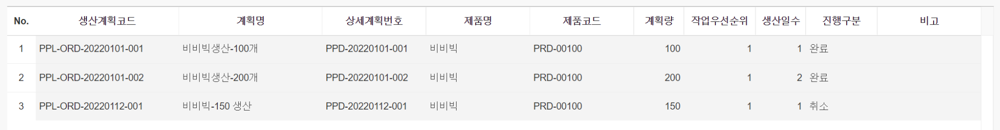 No. 생산계획코드 계획명 상세계획번호 제품명 제품코드 계획량 작업우선순위 생산일수 진행구분 비고
1 PPL-ORD-20220101-001 비비빅생산-100개 PPD-20220101-001 비비빅 PRD-00100 100 1 1 완료
2 PPL-ORD-20220101-002 비비빅생산-200개 PPD-20220101-002 비비빅 PRD-00100 200 1 2 완료
3 PPL-ORD-20220112-001 비비빅-150 생산 PPD-20220112-001 비비빅 PRD-00100 150 1 1 취소